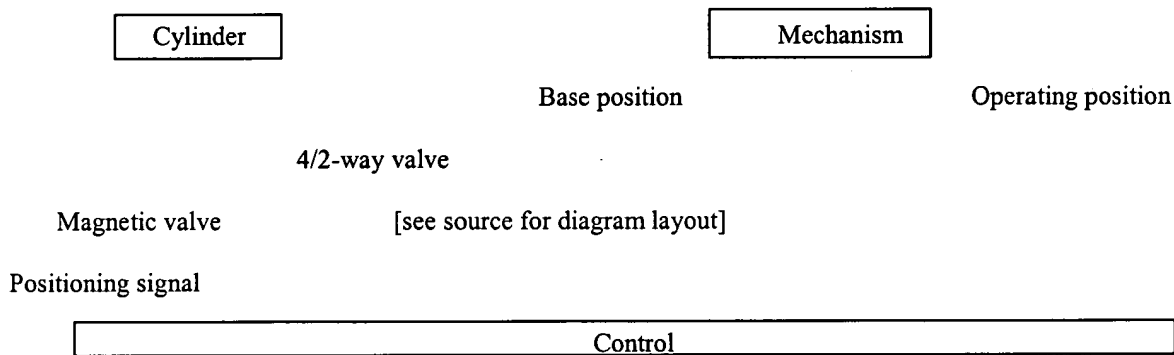 Cylinder Mechanism
Base position Operating position
4/2-way valve
Magnetic valve [see source for diagram layout]
Positioning signal
Control